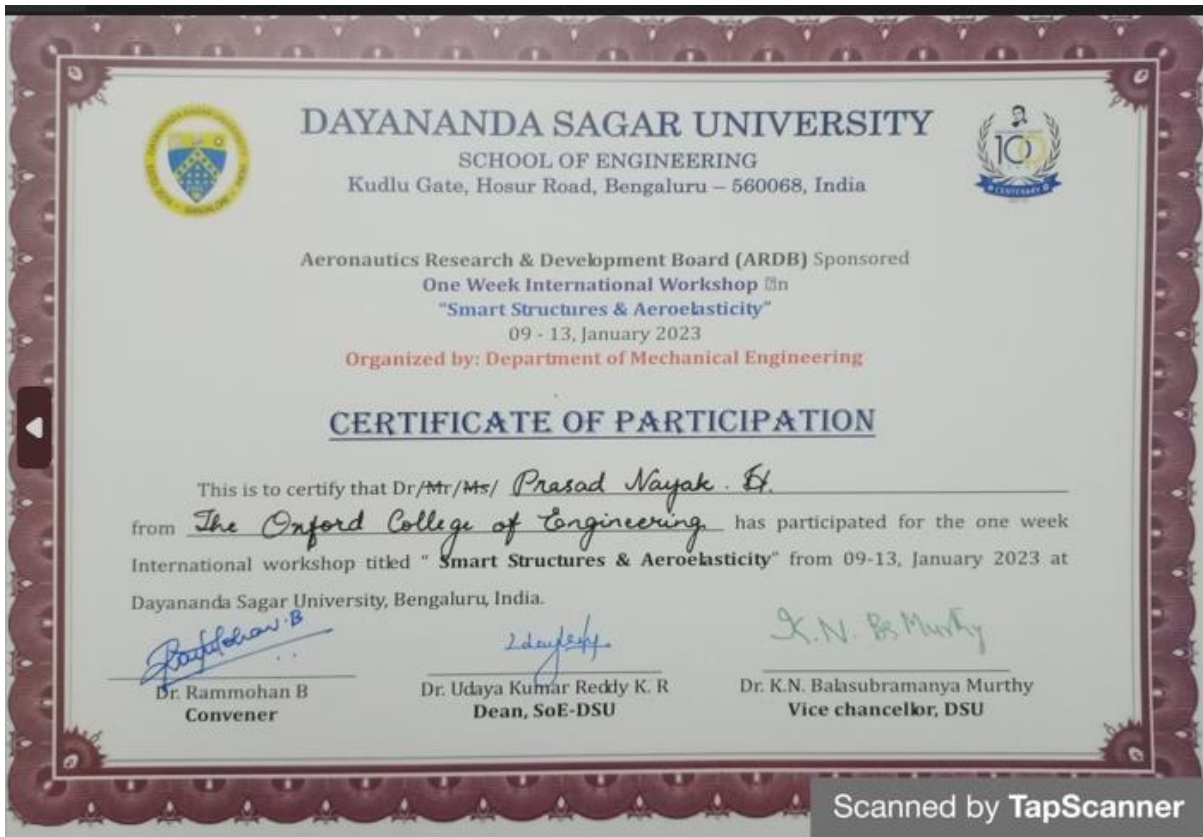 DAYANANDA SAGAR UNIVERSITY
SCHOOL OF ENGINEERING
Kudlu Gate, Hosur Road, Bengaluru – 560068, India
100
CENTENARY
Aeronautics Research & Development Board (ARDB) Sponsored
One Week International Workshop n
"Smart Structures & Aeroelasticity"
09 - 13, January 2023
Organized by: Department of Mechanical Engineering
CERTIFICATE OF PARTICIPATION
This is to certify that Dr/Mr/Ms/ Prasad Nayak. H.
from The Oxford College of Engineering has participated for the one week
International workshop titled " Smart Structures & Aeroelasticity" from 09-13, January 2023 at
Dayananda Sagar University, Bengaluru, India.
K.N. Bs Murthy
Dr. Rammohan B
Convener
Dr. Udaya Kumar Reddy K. R
Dean, SoE-DSU
Dr. K.N. Balasubramanya Murthy
Vice chancellor, DSU
Scanned by TapScanner